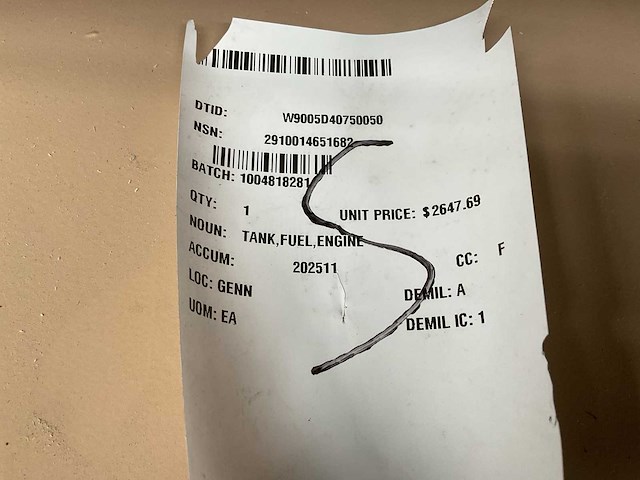 DTID: W9005D40750050
NSN: 2910014651682
BATCH: 1004818281
QTY: 1 UNIT PRICE: $2647.69
NOUN: TANK,FUEL,ENGINE
ACCUM: 202511 CC: F
LOC: GENN DEMIL: A
UOM: EA DEMIL IC: 1
S